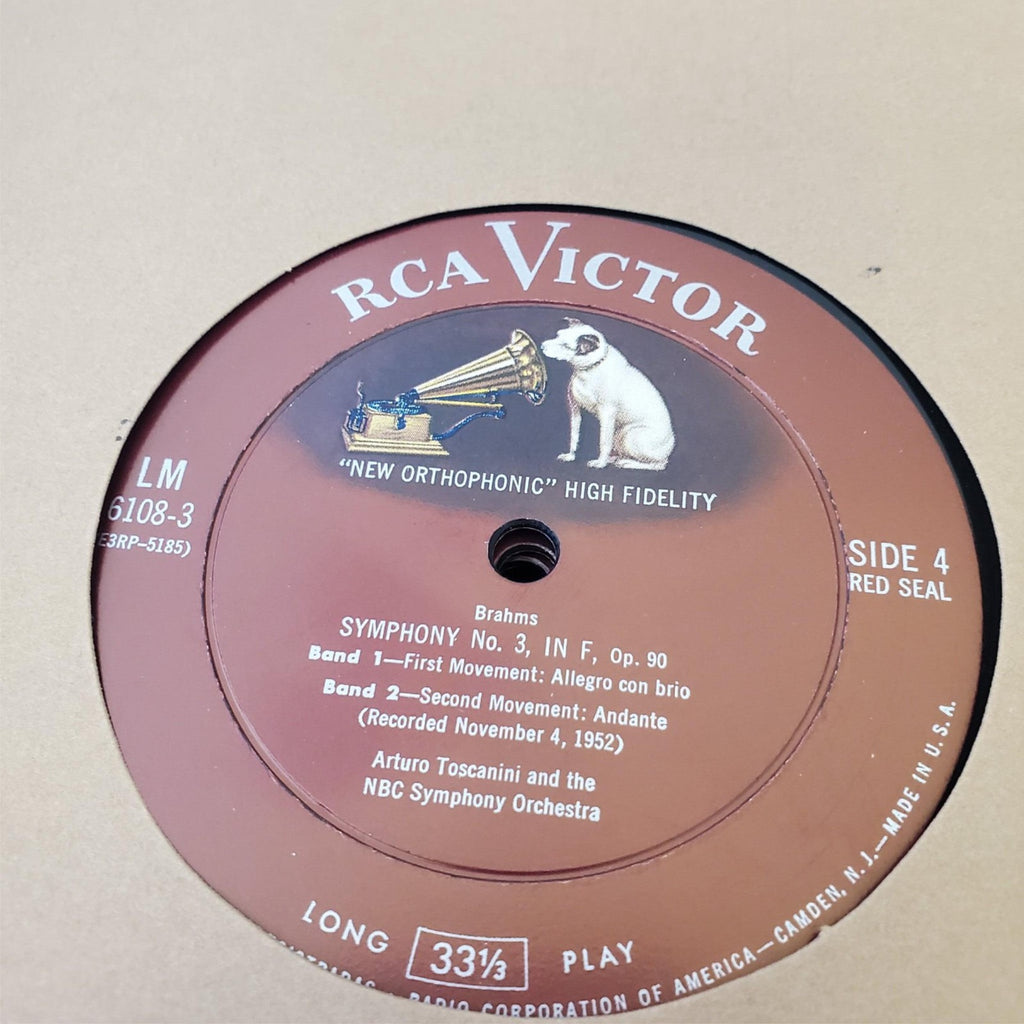 RCA VICTOR
"NEW ORTHOPHONIC" HIGH FIDELITY
LM
6108-3
E3RP-5185)
SIDE 4
RED SEAL
Brahms
SYMPHONY No. 3, IN F, Op. 90
Band 1—First Movement: Allegro con brio
Band 2—Second Movement: Andante
(Recorded November 4, 1952)
Arturo Toscanini and the
NBC Symphony Orchestra
LONG 33⅓ PLAY
RADIO CORPORATION OF AMERICA—CAMDEN, N. J.—MADE IN U. S. A.